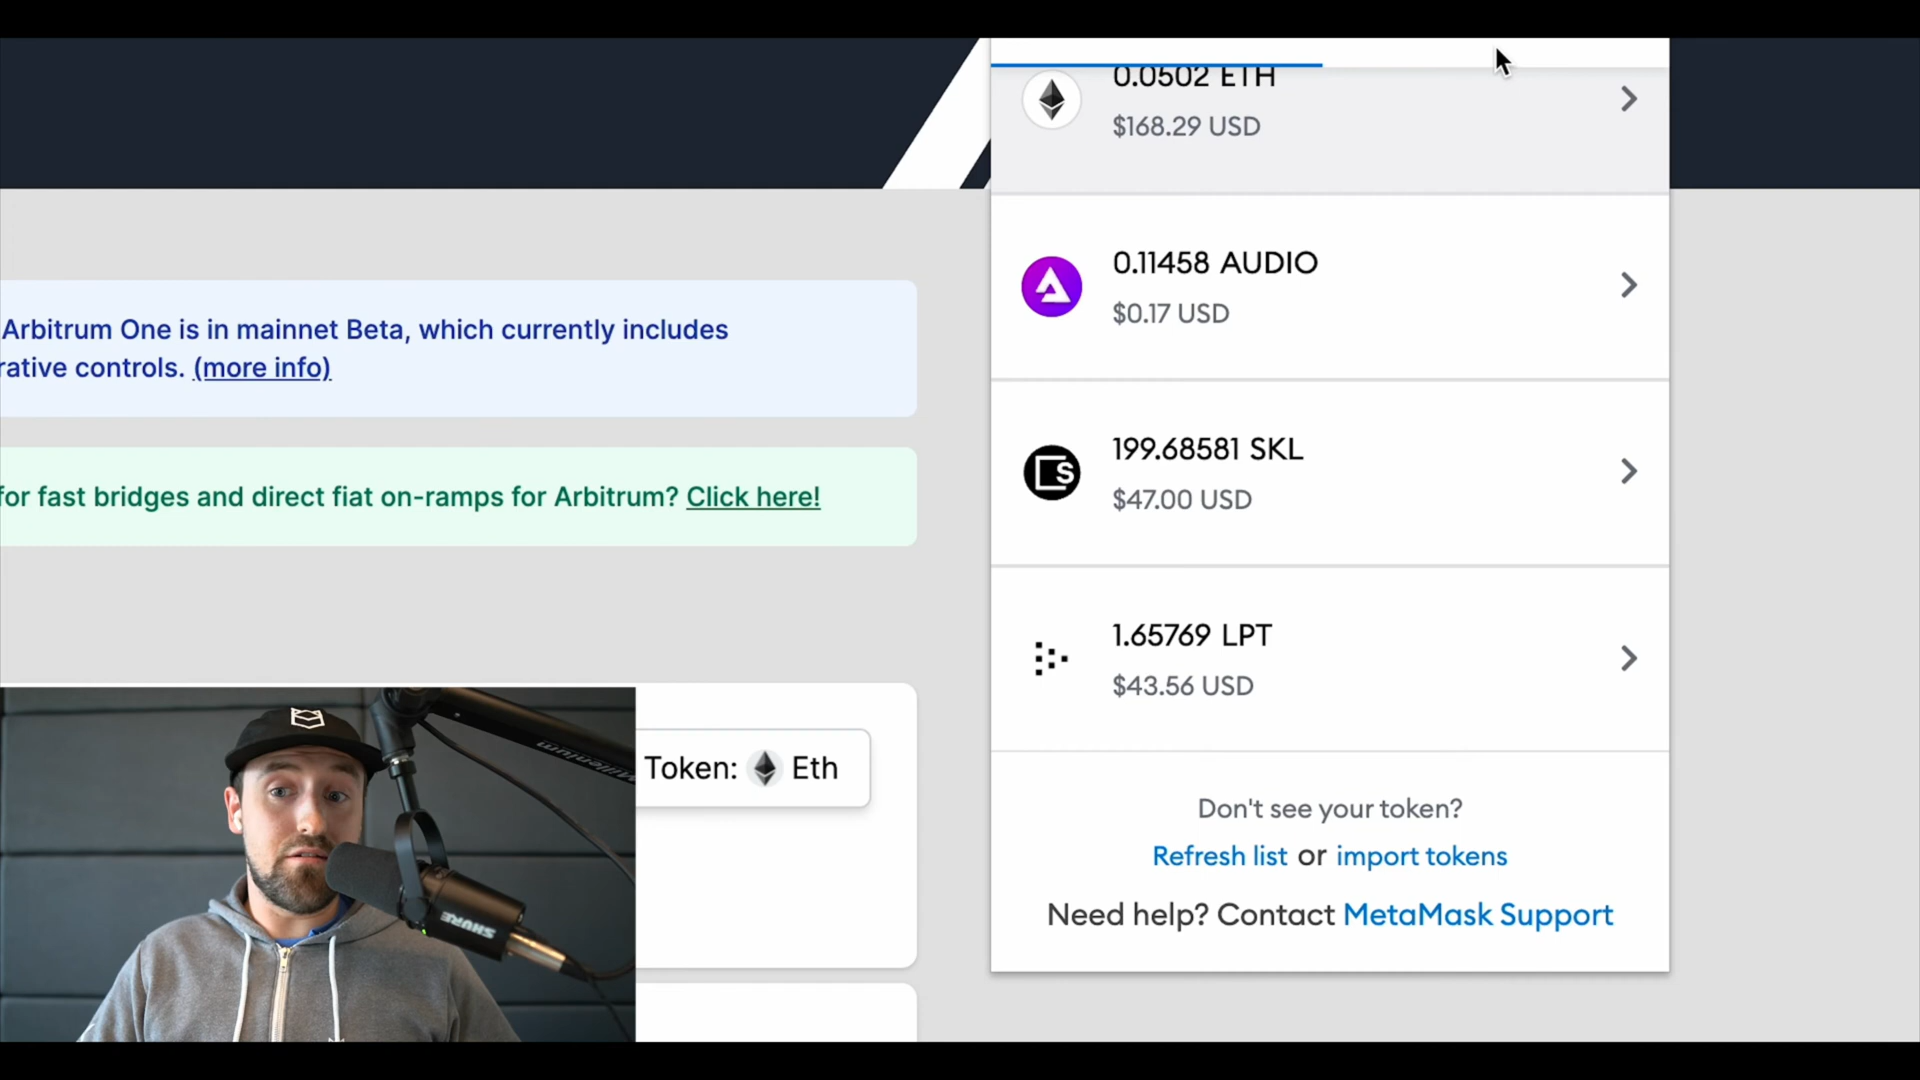 0.0502 ETH
$168.29 USD
0.11458 AUDIO
$0.17 USD
199.68581 SKL
$47.00 USD
1.65769 LPT
$43.56 USD
Don't see your token?
Refresh list or import tokens
Need help? Contact MetaMask Support
Arbitrum One is in mainnet Beta, which currently includes
rative controls. (more info)
for fast bridges and direct fiat on-ramps for Arbitrum? Click here!
Token: Eth
Millenium
SHURE